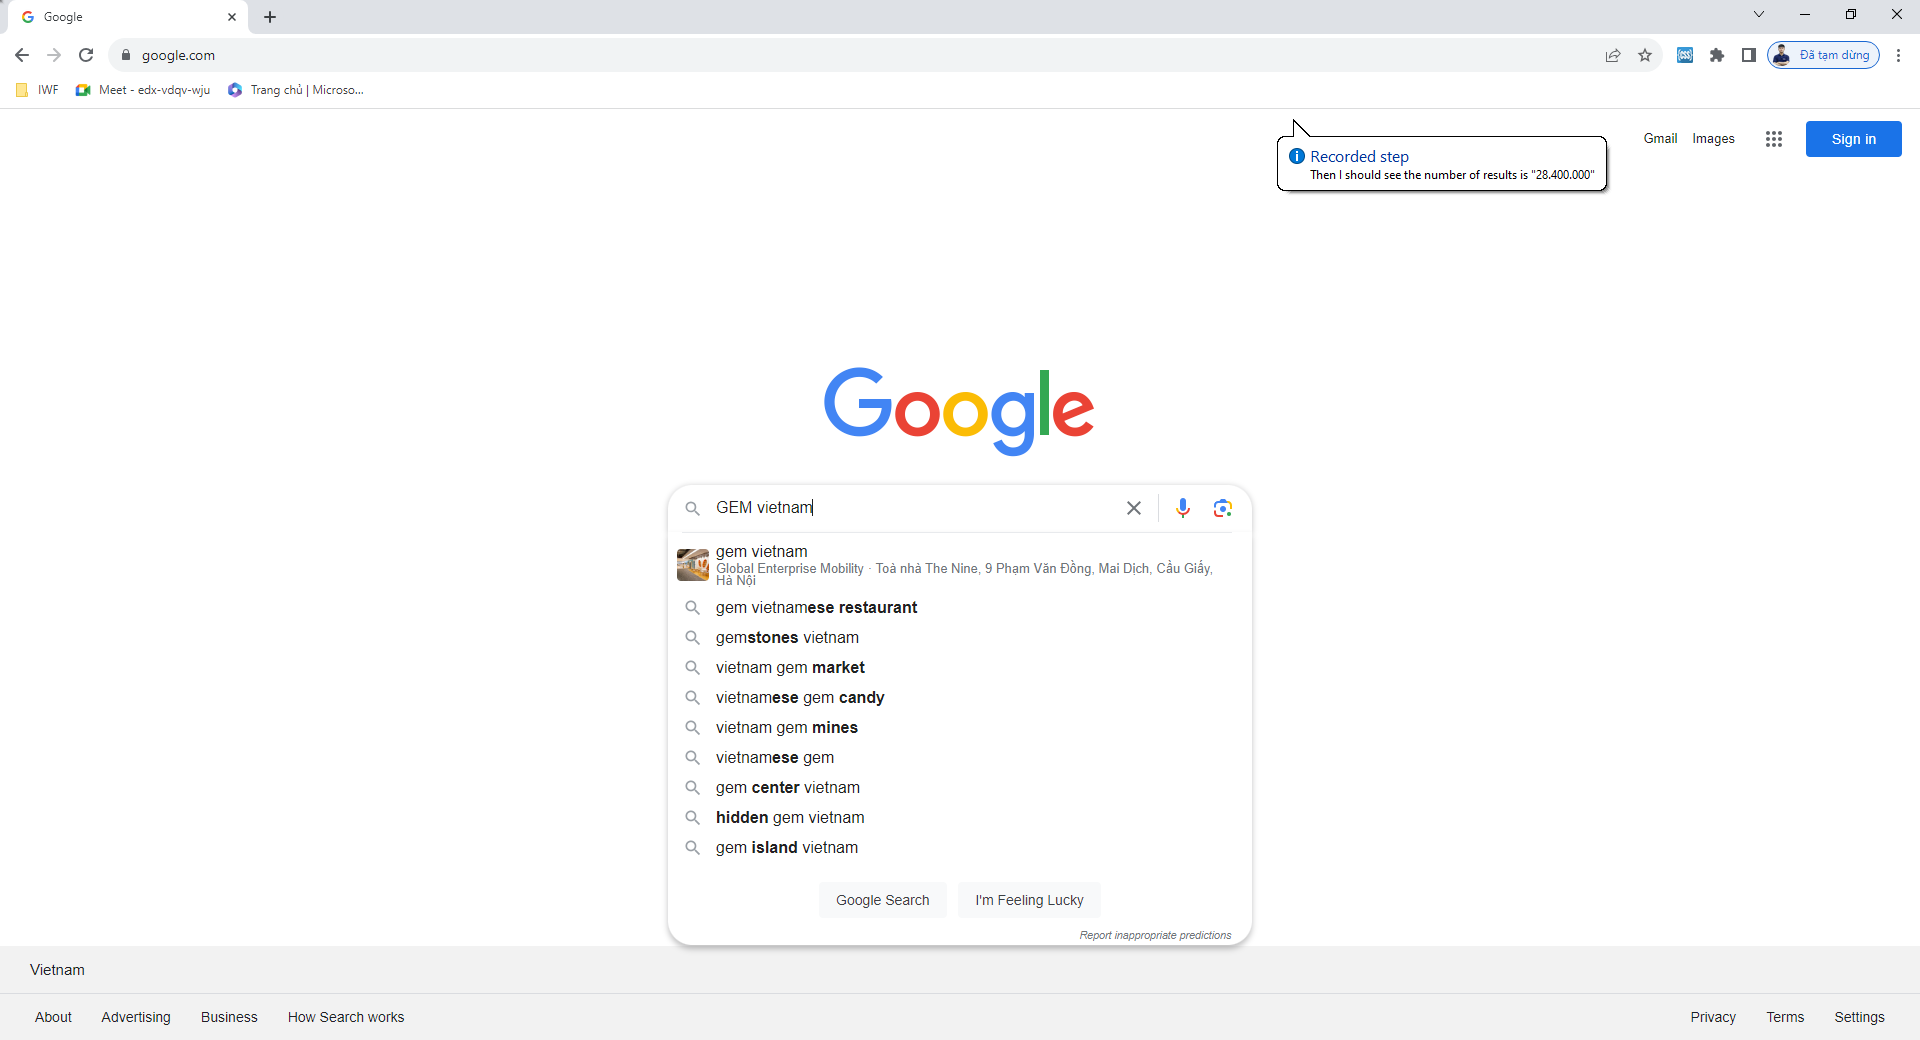 Google
google.com
Đã tạm dừng
IWF
Meet - edx-vdqv-wju
Trang chủ | Microso...
Gmail
Images
Sign in
Recorded step
Then I should see the number of results is "28.400.000"
Google
GEM vietnam
gem vietnam
Global Enterprise Mobility · Toà nhà The Nine, 9 Phạm Văn Đồng, Mai Dịch, Cầu Giấy,
Hà Nội
gem vietnamese restaurant
gemstones vietnam
vietnam gem market
vietnamese gem candy
vietnam gem mines
vietnamese gem
gem center vietnam
hidden gem vietnam
gem island vietnam
Google Search
I'm Feeling Lucky
Report inappropriate predictions
Vietnam
About
Advertising
Business
How Search works
Privacy
Terms
Settings